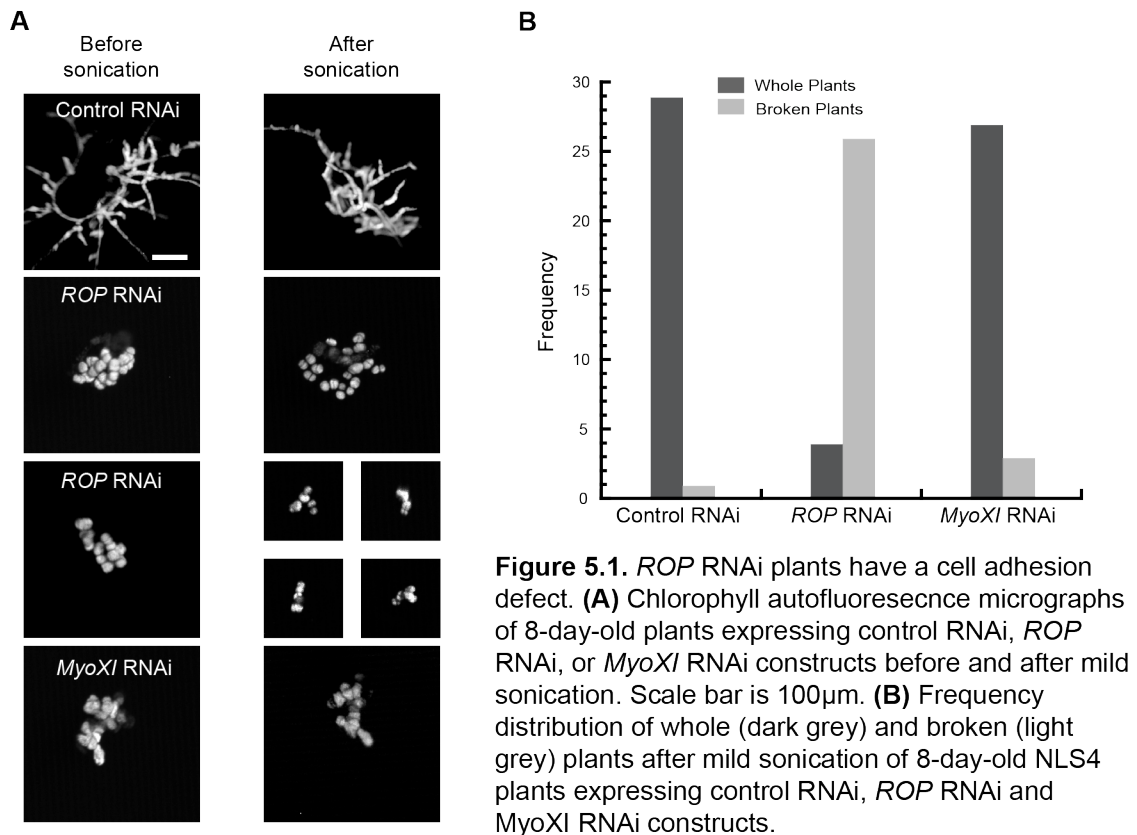 A
Before
sonication
After
sonication
Control RNAi
ROP RNAi
ROP RNAi
MyoXI RNAi
B
Whole Plants
Broken Plants
30
25
20
15
10
5
0
Frequency
Control RNAi
ROP RNAi
MyoXI RNAi
Figure 5.1. ROP RNAi plants have a cell adhesion
defect. (A) Chlorophyll autofluoresecnce micrographs
of 8-day-old plants expressing control RNAi, ROP
RNAi, or MyoXI RNAi constructs before and after mild
sonication. Scale bar is 100μm. (B) Frequency
distribution of whole (dark grey) and broken (light
grey) plants after mild sonication of 8-day-old NLS4
plants expressing control RNAi, ROP RNAi and
MyoXI RNAi constructs.